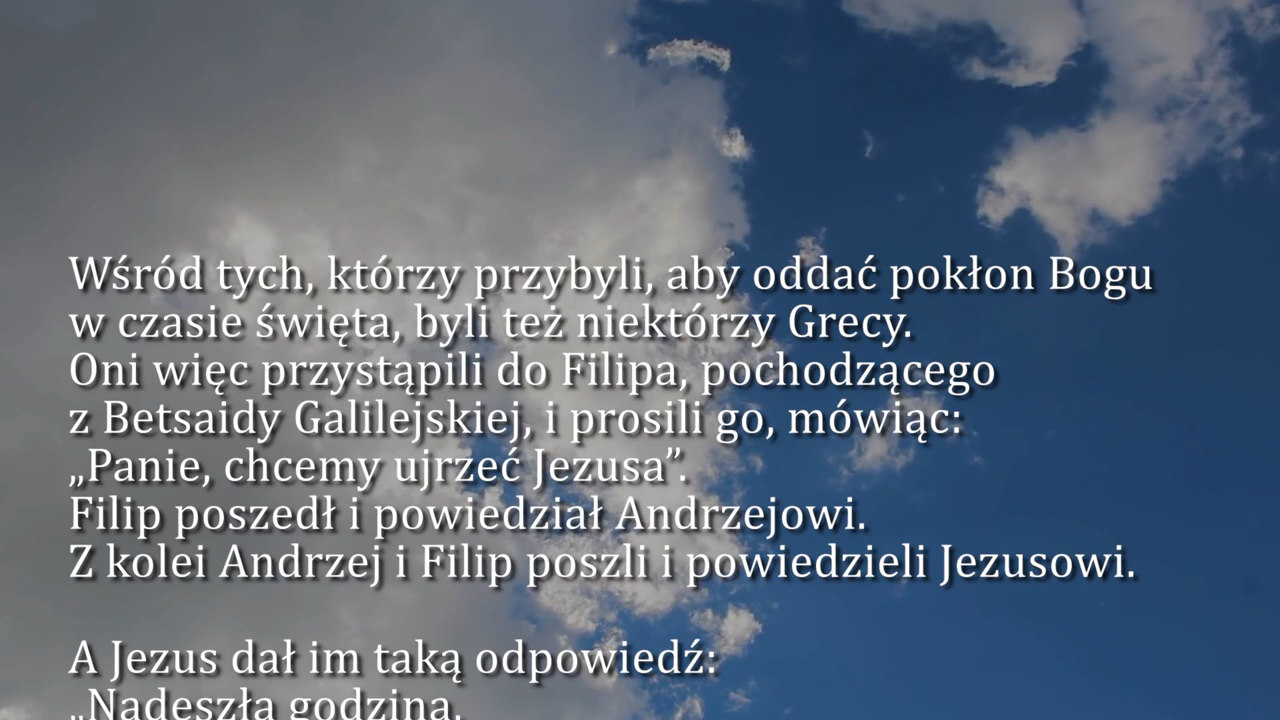 Wśród tych, którzy przybyli, aby oddać pokłon Bogu
w czasie święta, byli też niektórzy Grecy.
Oni więc przystąpili do Filipa, pochodzącego
z Betsaidy Galilejskiej, i prosili go, mówiąc:
„Panie, chcemy ujrzeć Jezusa”.
Filip poszedł i powiedział Andrzejowi.
Z kolei Andrzej i Filip poszli i powiedzieli Jezusowi.
A Jezus dał im taką odpowiedź:
„Nadeszła godzina,